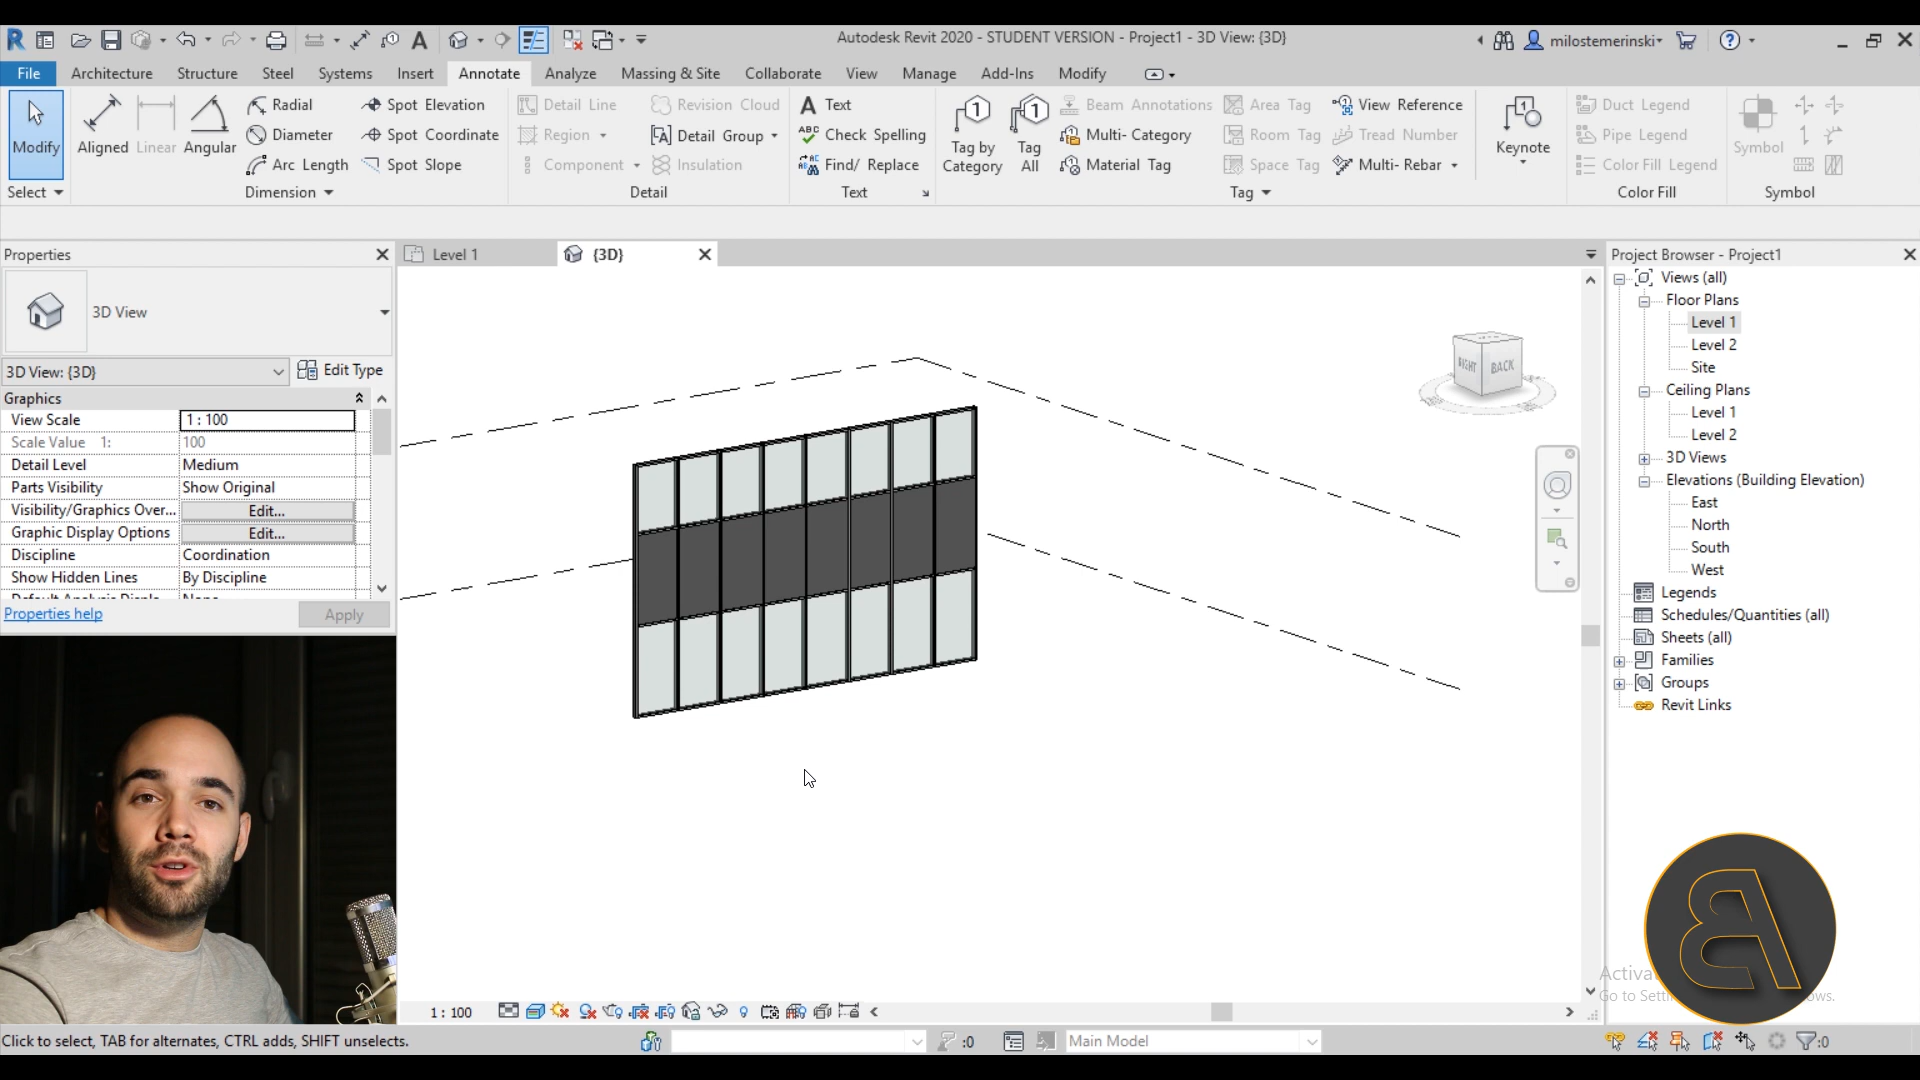 Autodesk Revit 2020 - STUDENT VERSION - Project1 - 3D View: {3D}
milostemerinski
File Architecture Structure Steel Systems Insert Annotate Analyze Massing & Site Collaborate View Manage Add-Ins Modify
Modify
Select
Aligned
Linear
Angular
Radial
Diameter
Arc Length
Spot Elevation
Spot Coordinate
Spot Slope
Dimension
Detail Line
Region
Component
Revision Cloud
Detail Group
Insulation
Detail
Text
Check Spelling
Find/ Replace
Text
Tag by
Category
Tag
All
Beam Annotations
Multi- Category
Material Tag
Area Tag
Room Tag
Space Tag
View Reference
Tread Number
Multi- Rebar
Tag
Keynote
Duct Legend
Pipe Legend
Color Fill Legend
Color Fill
Symbol
Symbol
Properties
3D View
3D View: {3D}
Edit Type
Graphics
View Scale 1 : 100
Scale Value 1: 100
Detail Level Medium
Parts Visibility Show Original
Visibility/Graphics Over... Edit...
Graphic Display Options Edit...
Discipline Coordination
Show Hidden Lines By Discipline
Properties help
Apply
Level 1
{3D}
RIGHT
BACK
Project Browser - Project1
Views (all)
Floor Plans
Level 1
Level 2
Site
Ceiling Plans
Level 1
Level 2
3D Views
Elevations (Building Elevation)
East
North
South
West
Legends
Schedules/Quantities (all)
Sheets (all)
Families
Groups
Revit Links
1 : 100
Click to select, TAB for alternates, CTRL adds, SHIFT unselects.
:0
Main Model
:0